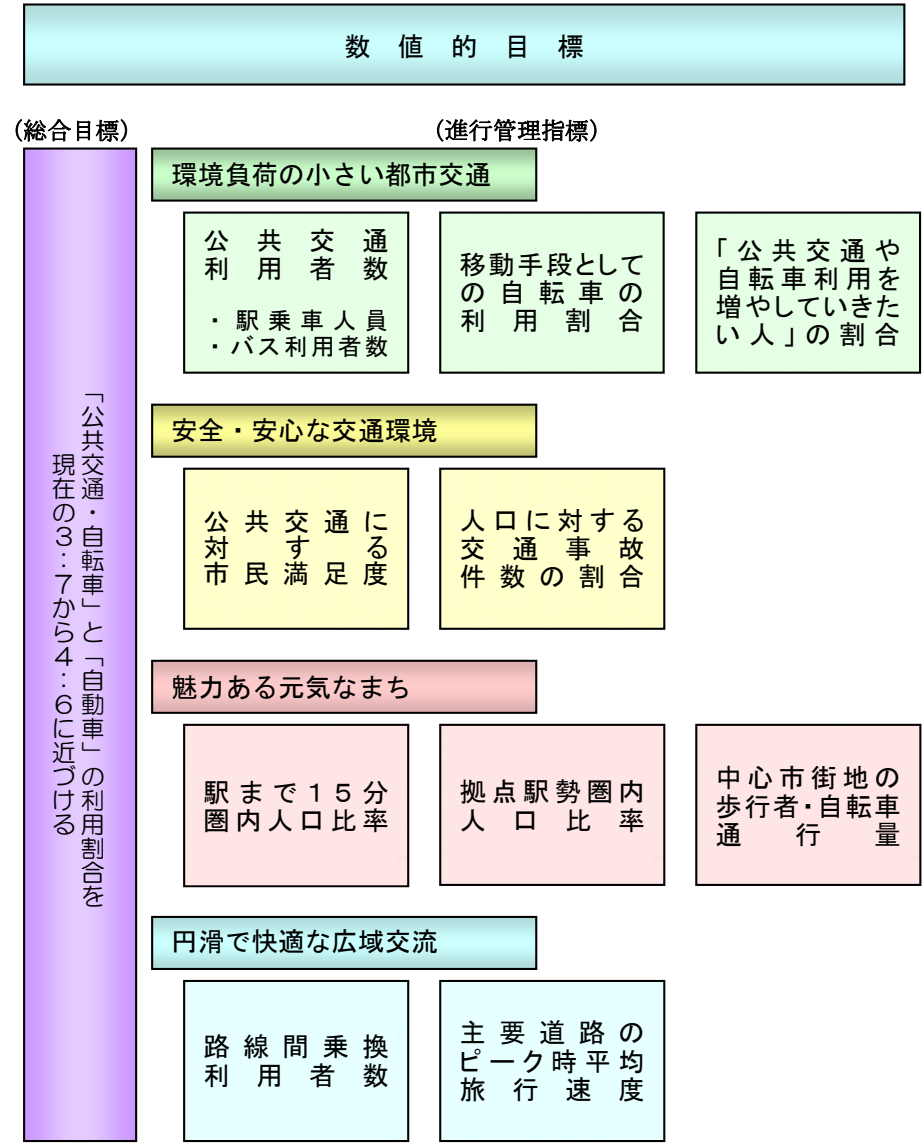 数値的目標
(総合目標)
(進行管理指標)
「公共交通・自転車」と「自動車」の利用割合を
現在の3：7から4：6に近づける
環境負荷の小さい都市交通
公共交通
利用者数
・駅乗車人員
・バス利用者数
移動手段として
の自転車の
利用割合
「公共交通や
自転車利用を
増やしていきた
い人」の割合
安全・安心な交通環境
公共交通に
対する
市民満足度
人口に対する
交通事故
件数の割合
魅力ある元気なまち
駅まで15分
圏内人口比率
拠点駅勢圏内
人口比率
中心市街地の
歩行者・自転車
通行量
円滑で快適な広域交流
路線間乗換
利用者数
主要道路の
ピーク時平均
旅行速度